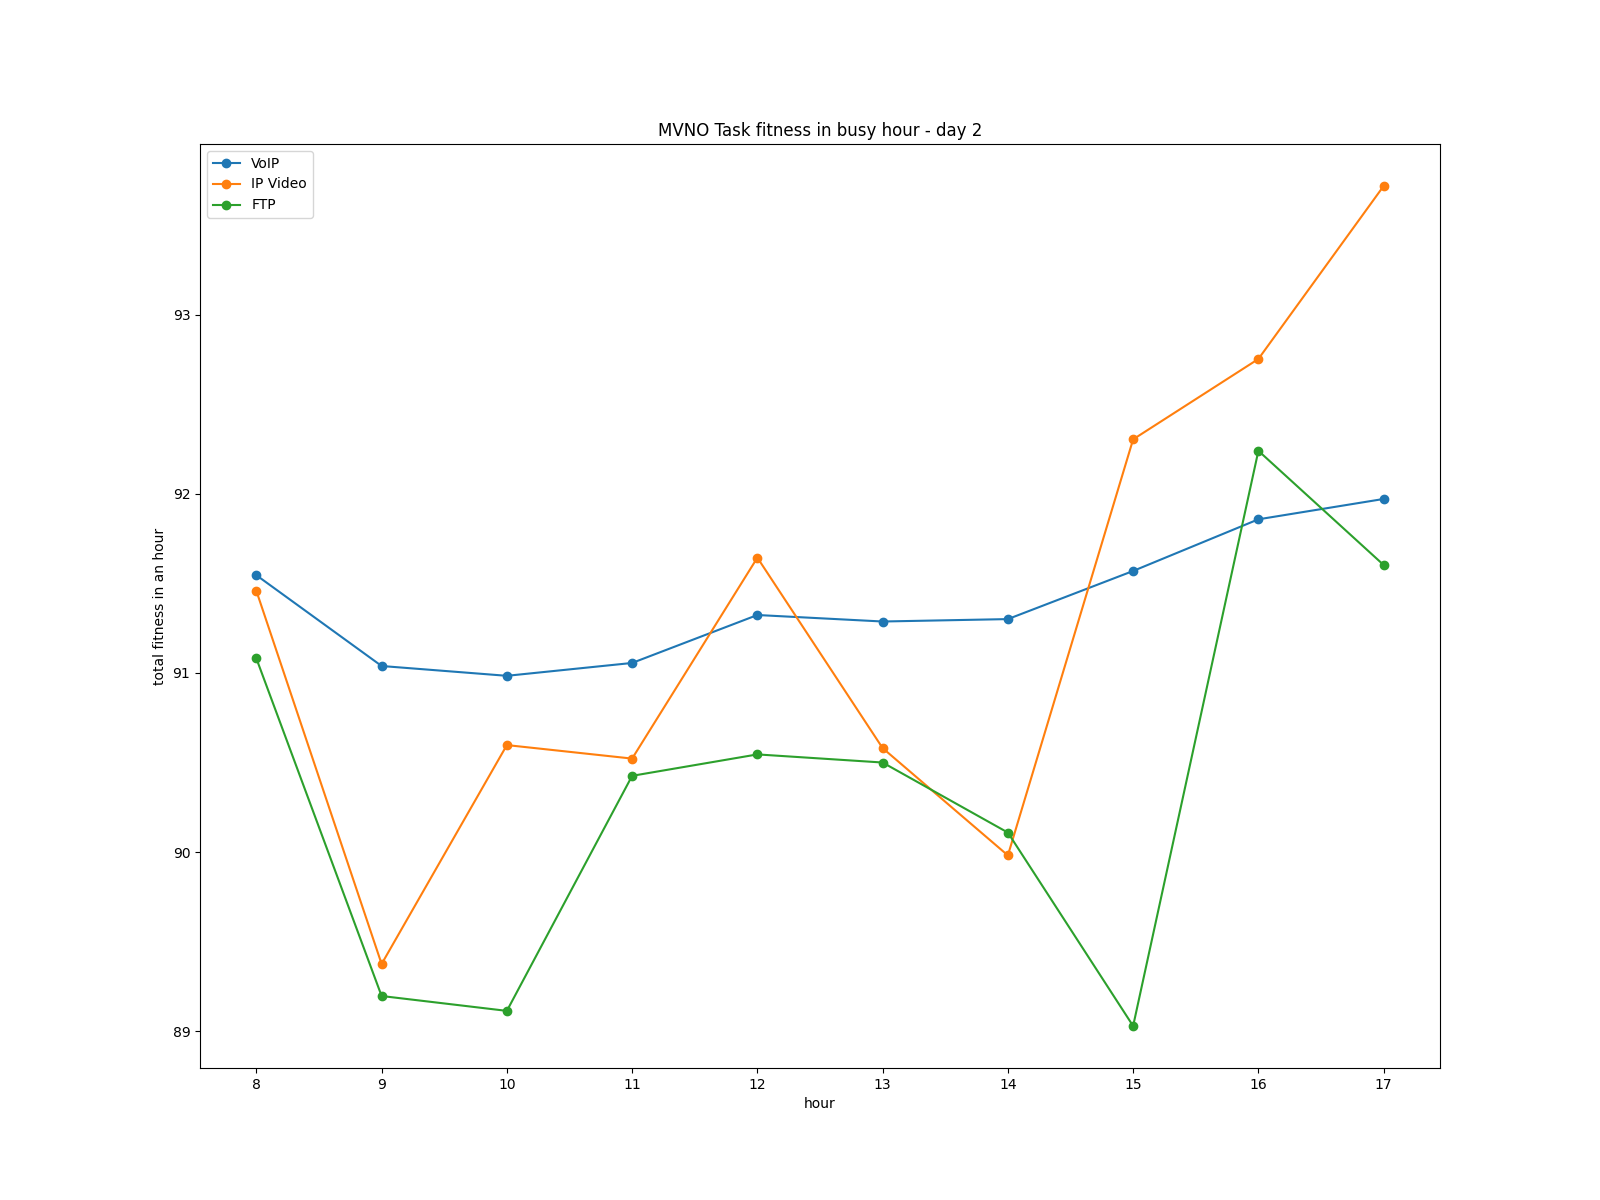 MVNO Task fitness in busy hour - day 2
VoIP
IP Video
FTP
total fitness in an hour
93
92
91
90
89
8 9 10 11 12 13 14 15 16 17
hour